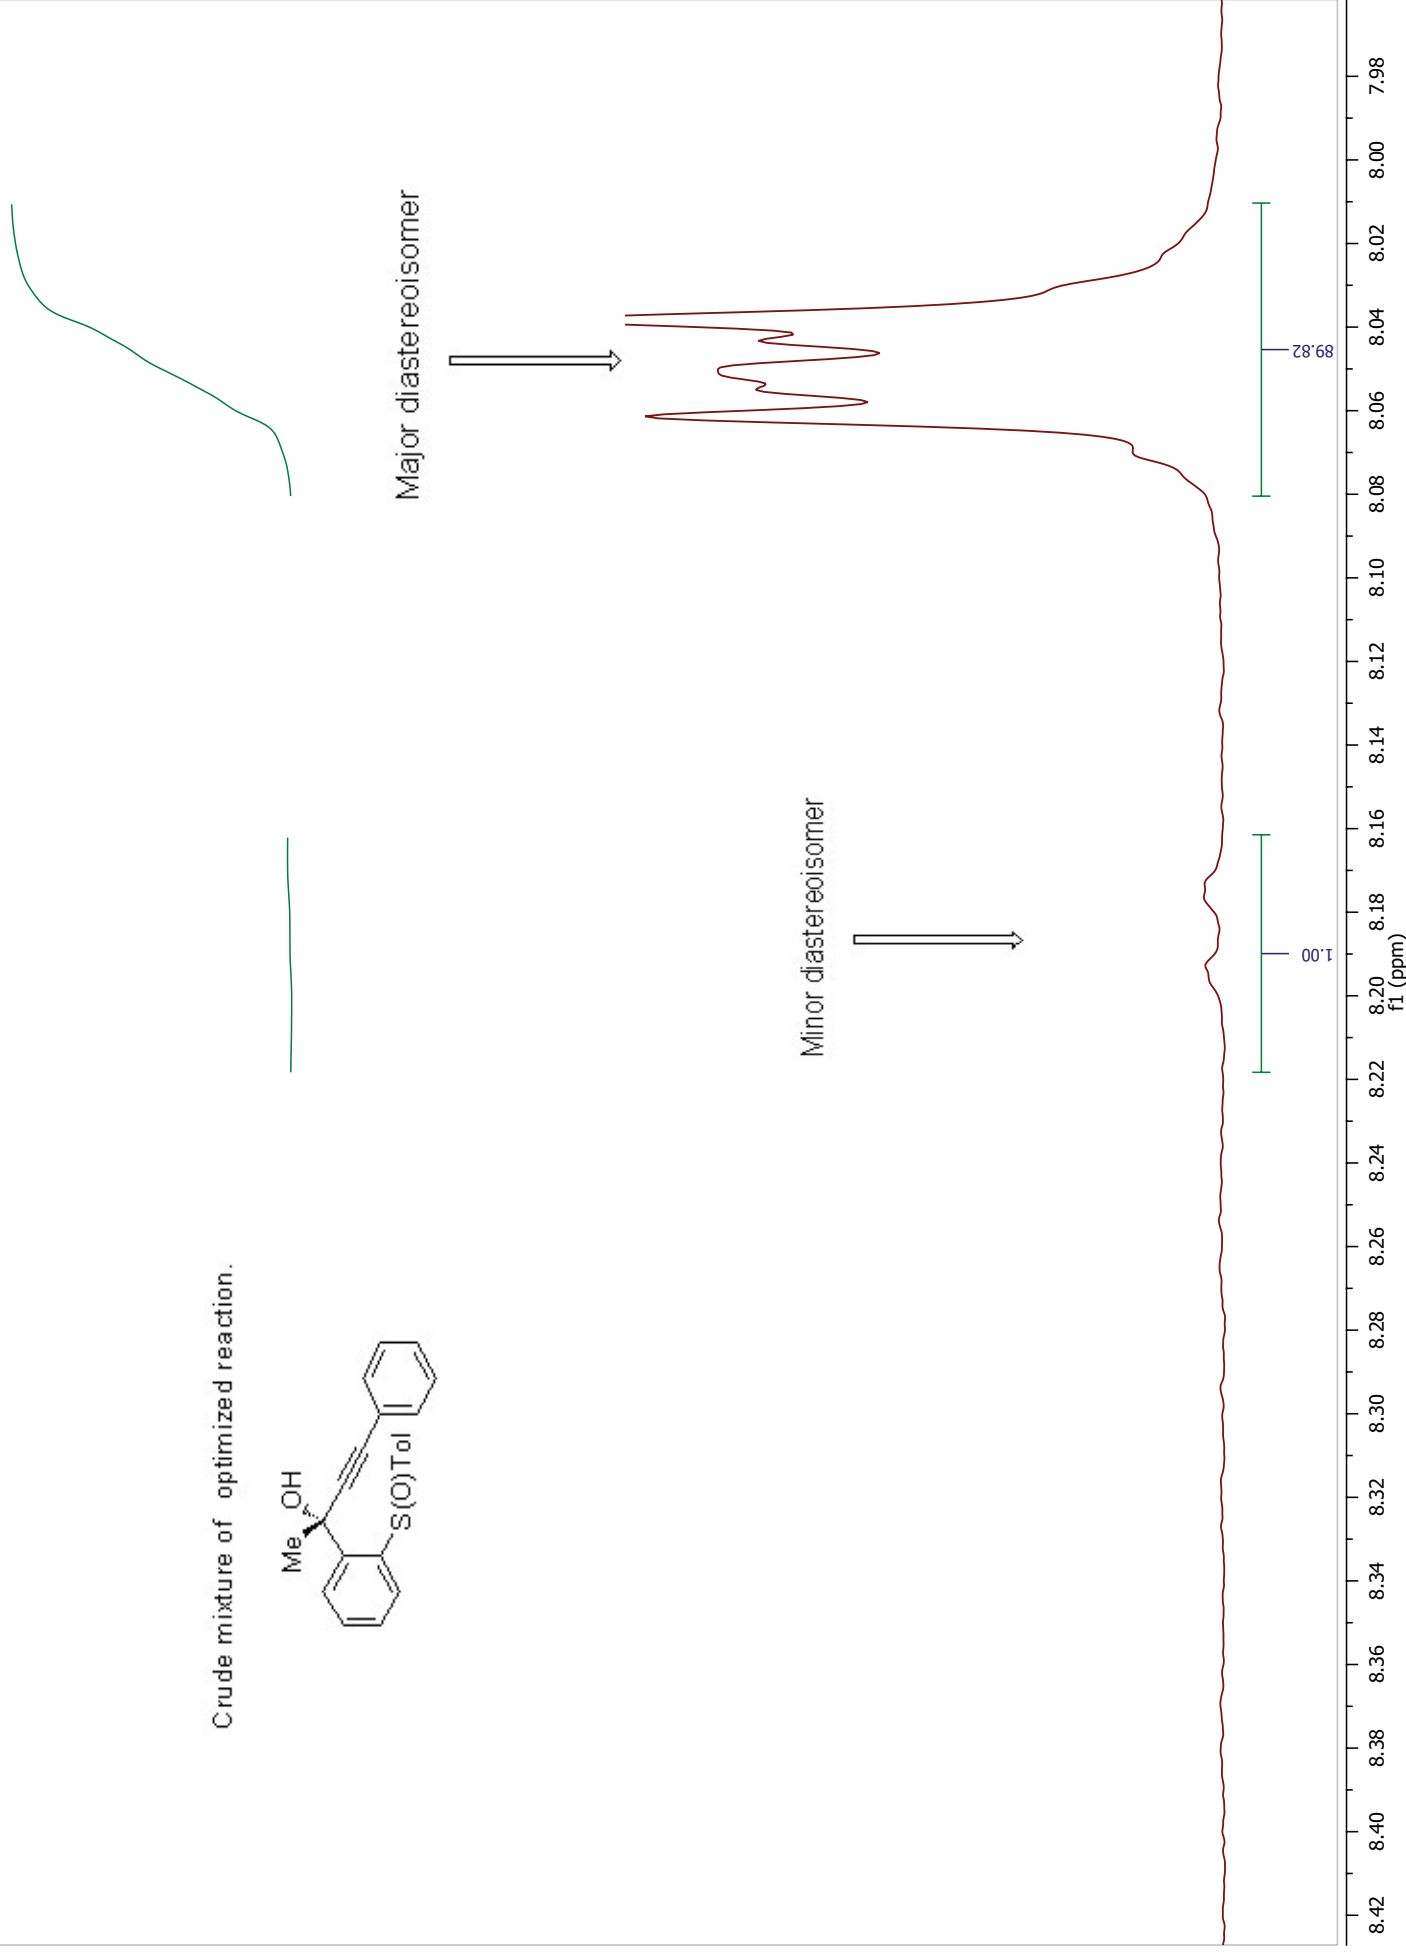 Crude mixture of optimized reaction.
Me OH
S(O)Tol
Major diastereoisomer
Minor diastereoisomer
1.00
89.82
8.42 8.40 8.38 8.36 8.34 8.32 8.30 8.28 8.26 8.24 8.22 8.20 8.18 8.16 8.14 8.12 8.10 8.08 8.06 8.04 8.02 8.00 7.98
f1 (ppm)